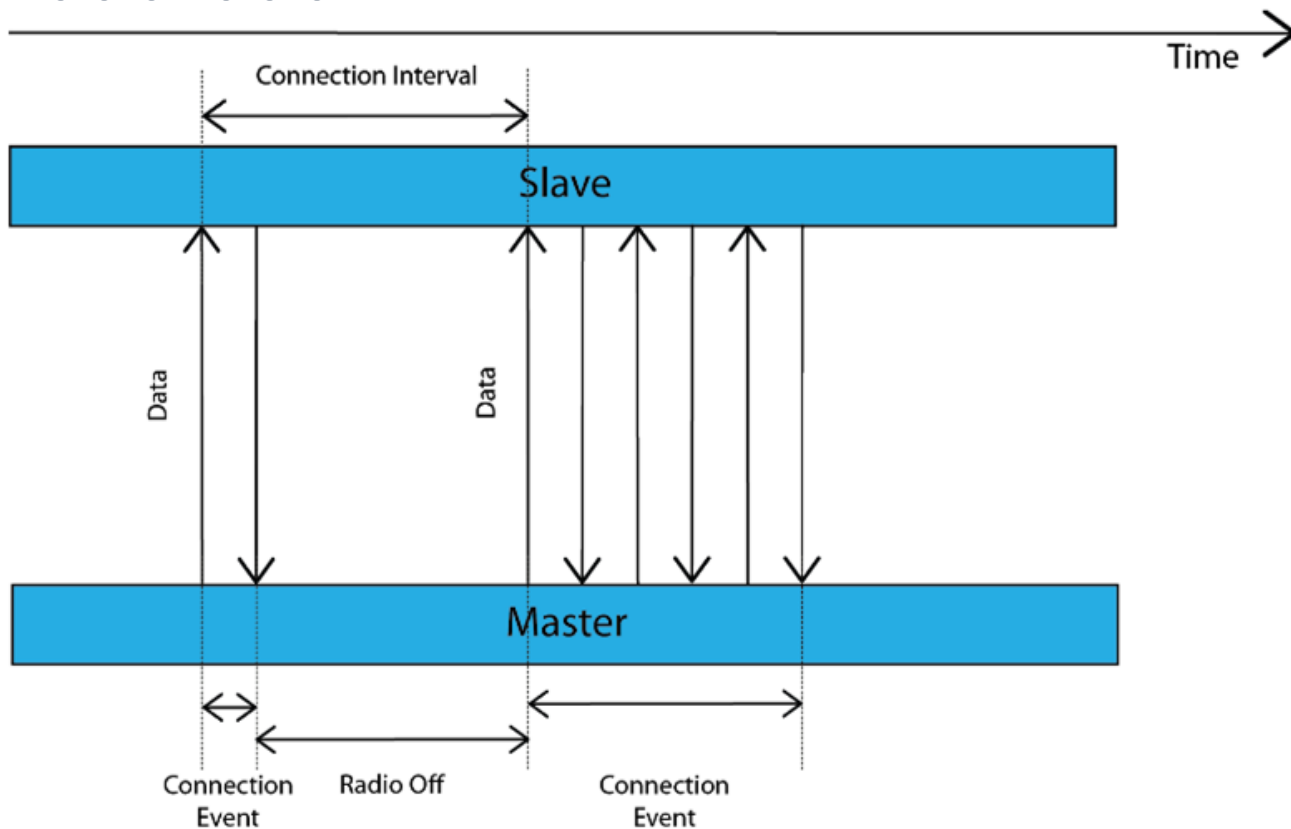 Time
Connection Interval
Slave
Data
Data
Master
Connection
Event
Radio Off
Connection
Event